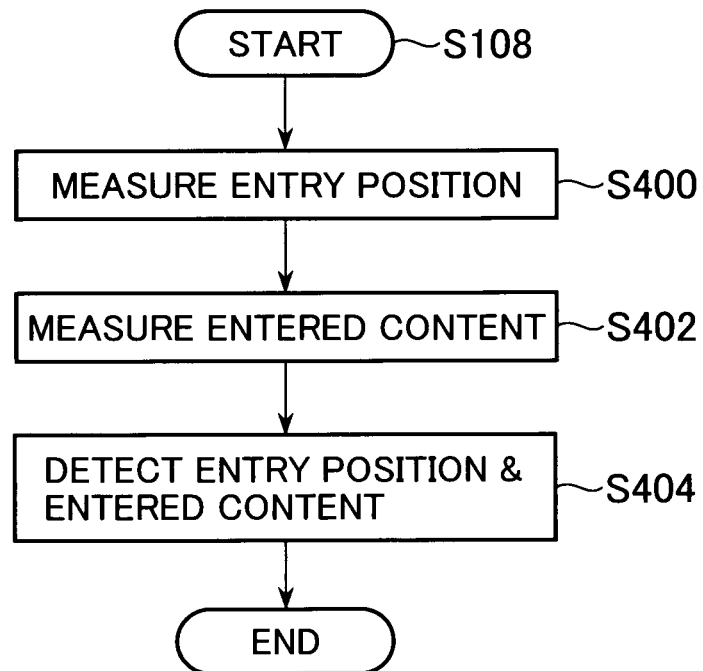 START
S108
MEASURE ENTRY POSITION
S400
MEASURE ENTERED CONTENT
S402
DETECT ENTRY POSITION &
ENTERED CONTENT
S404
END